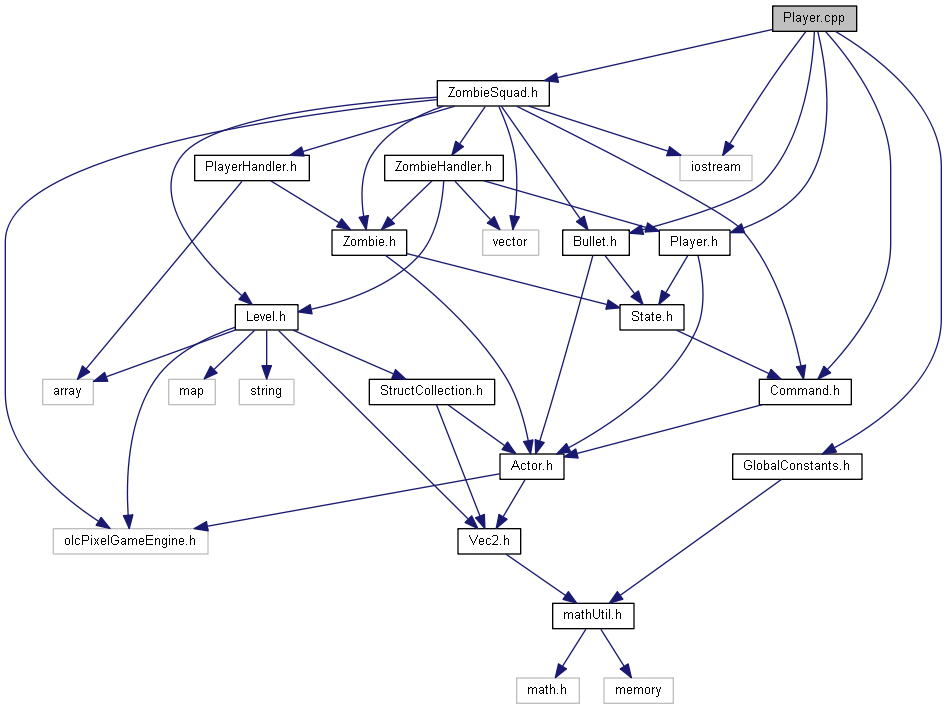 Player.cpp
ZombieSquad.h
PlayerHandler.h
ZombieHandler.h
iostream
Zombie.h
vector
Bullet.h
Player.h
Level.h
State.h
array
map
string
StructCollection.h
Command.h
Actor.h
GlobalConstants.h
olcPixelGameEngine.h
Vec2.h
mathUtil.h
math.h
memory